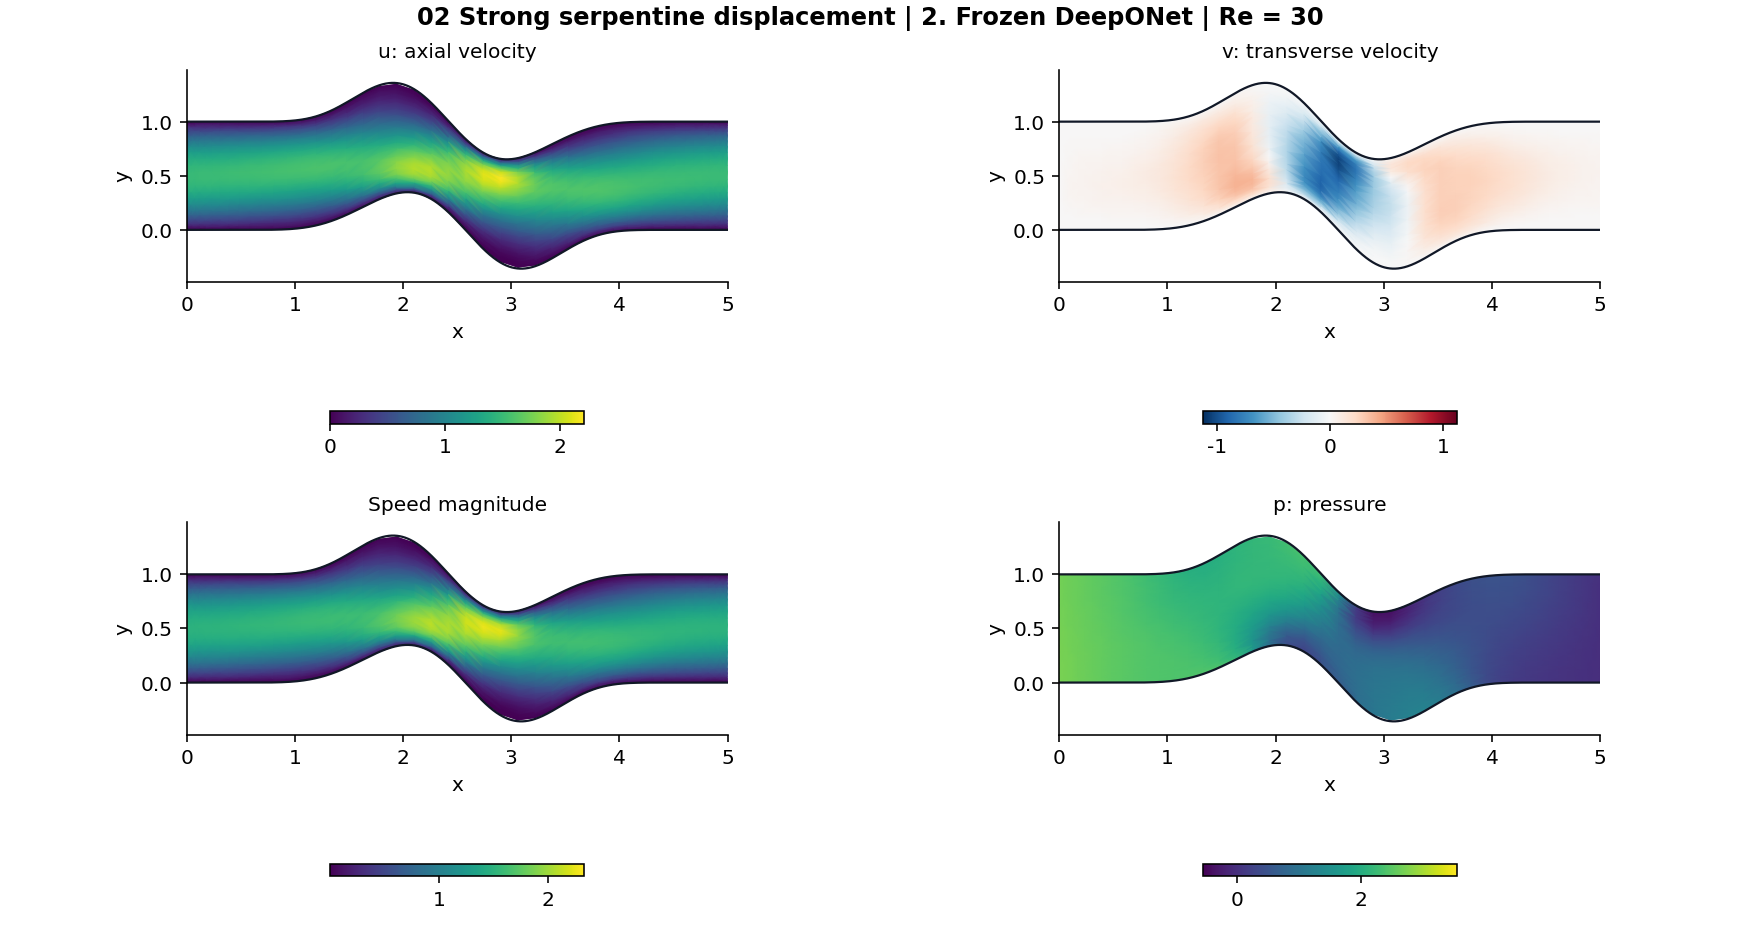 02 Strong serpentine displacement | 2. Frozen DeepONet | Re = 30
u: axial velocity
1.0
0.5
0.0
y
0 1 2 3 4 5
x
0 1 2
v: transverse velocity
1.0
0.5
0.0
y
0 1 2 3 4 5
x
-1 0 1
Speed magnitude
1.0
0.5
0.0
y
0 1 2 3 4 5
x
1 2
p: pressure
1.0
0.5
0.0
y
0 1 2 3 4 5
x
0 2